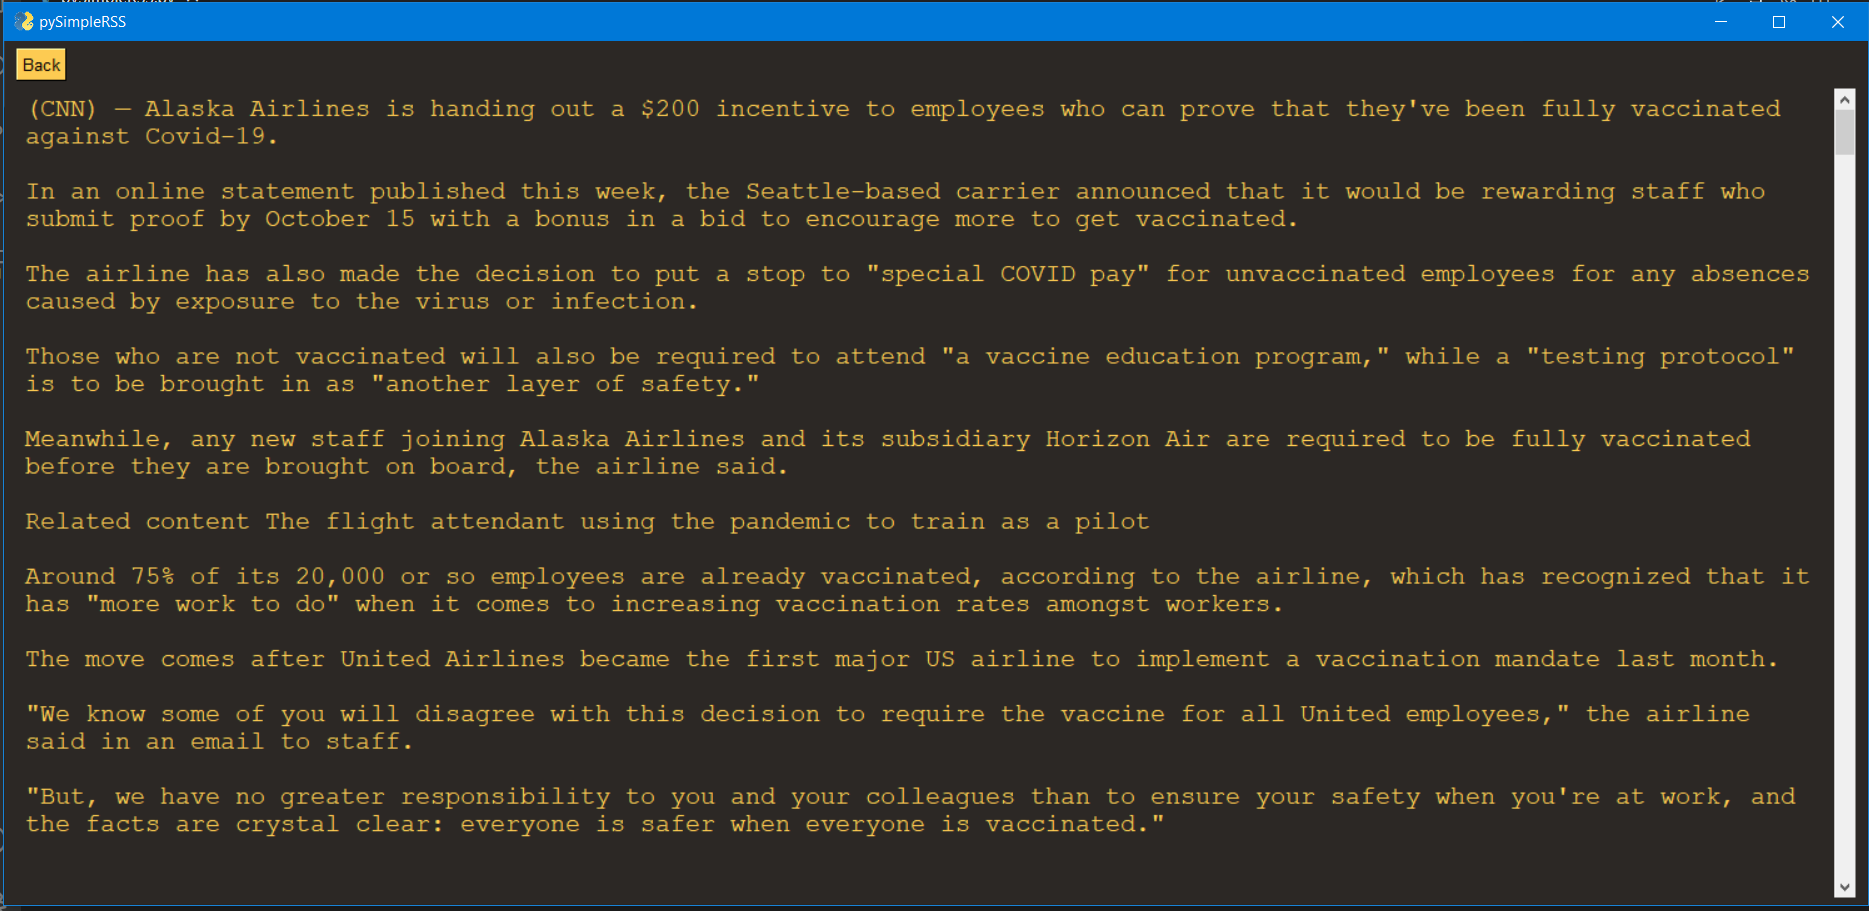 pySimpleRSS
Back
(CNN) — Alaska Airlines is handing out a $200 incentive to employees who can prove that they've been fully vaccinated
against Covid-19.
In an online statement published this week, the Seattle-based carrier announced that it would be rewarding staff who
submit proof by October 15 with a bonus in a bid to encourage more to get vaccinated.
The airline has also made the decision to put a stop to "special COVID pay" for unvaccinated employees for any absences
caused by exposure to the virus or infection.
Those who are not vaccinated will also be required to attend "a vaccine education program," while a "testing protocol"
is to be brought in as "another layer of safety."
Meanwhile, any new staff joining Alaska Airlines and its subsidiary Horizon Air are required to be fully vaccinated
before they are brought on board, the airline said.
Related content The flight attendant using the pandemic to train as a pilot
Around 75% of its 20,000 or so employees are already vaccinated, according to the airline, which has recognized that it
has "more work to do" when it comes to increasing vaccination rates amongst workers.
The move comes after United Airlines became the first major US airline to implement a vaccination mandate last month.
"We know some of you will disagree with this decision to require the vaccine for all United employees," the airline
said in an email to staff.
"But, we have no greater responsibility to you and your colleagues than to ensure your safety when you're at work, and
the facts are crystal clear: everyone is safer when everyone is vaccinated."